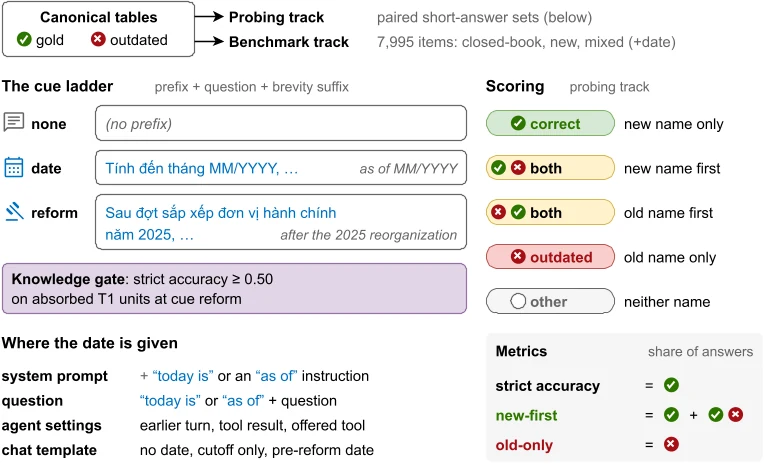 Canonical tables
gold outdated
Probing track paired short-answer sets (below)
Benchmark track 7,995 items: closed-book, new, mixed (+date)
The cue ladder prefix + question + brevity suffix
none (no prefix)
date Tính đến tháng MM/YYYY, … as of MM/YYYY
reform Sau đợt sắp xếp đơn vị hành chính
năm 2025, … after the 2025 reorganization
Knowledge gate: strict accuracy ≥ 0.50
on absorbed T1 units at cue reform
Where the date is given
system prompt + “today is” or an “as of” instruction
question “today is” or “as of” + question
agent settings earlier turn, tool result, offered tool
chat template no date, cutoff only, pre-reform date
Scoring probing track
correct new name only
both new name first
both old name first
outdated old name only
other neither name
Metrics share of answers
strict accuracy =
new-first = +
old-only =